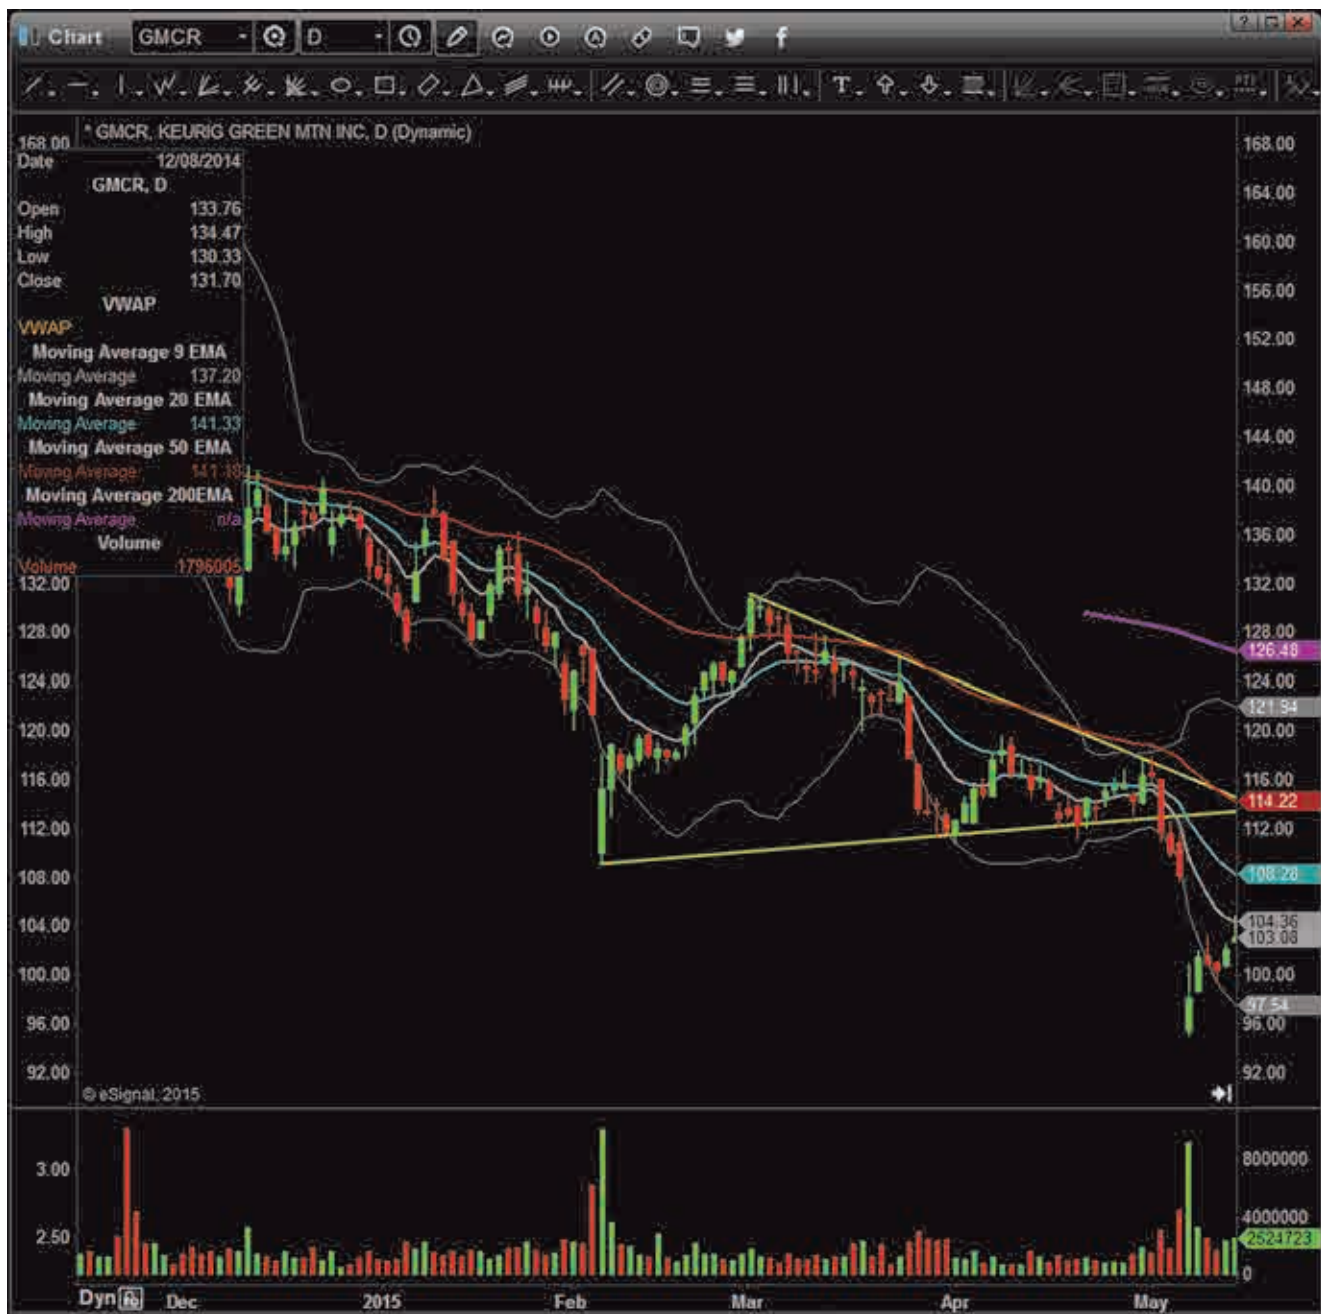 Chart GMCR D
T
* GMCR, KEURIG GREEN MTN INC, D (Dynamic)
168.00 168.00
Date 12/08/2014
GMCR, D
Open 133.76
High 134.47
Low 130.33
Close 131.70
VWAP
VWAP
Moving Average 9 EMA
Moving Average 137.20
Moving Average 20 EMA
Moving Average 141.33
Moving Average 50 EMA
Moving Average 141.18
Moving Average 200EMA
Moving Average n/a
Volume
Volume 1796005
164.00
160.00
156.00
152.00
148.00
144.00
140.00
136.00
132.00 132.00
128.00 128.00
126.48
124.00 124.00
121.94
120.00 120.00
116.00 116.00
114.22
112.00 112.00
108.28
108.00
104.00 104.36
103.08
100.00 100.00
97.54
96.00 96.00
92.00 92.00
© eSignal, 2015
3.00 8000000
4000000
2.50 2524723
0
Dyn Dec 2015 Feb Mar Apr May